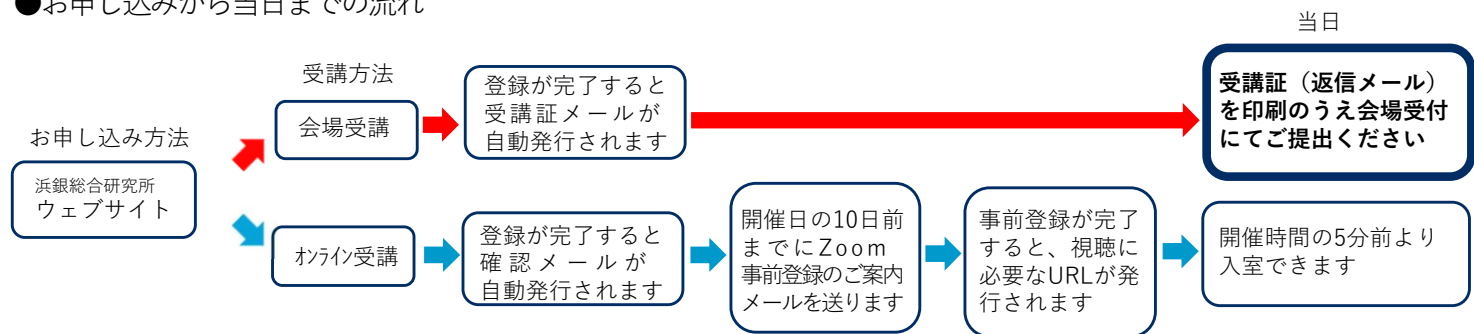 ●お申し込みから当日までの流れ
当日
受講方法
お申し込み方法
浜銀総合研究所
ウェブサイト
会場受講
登録が完了すると
受講証メールが
自動発行されます
受講証（返信メール）
を印刷のうえ会場受付
にてご提出ください
オンライン受講
登録が完了すると
確認メールが
自動発行されます
開催日の10日前
までにZoom
事前登録のご案内
メールを送ります
事前登録が完了
すると、視聴に
必要なURLが発
行されます
開催時間の5分前より
入室できます